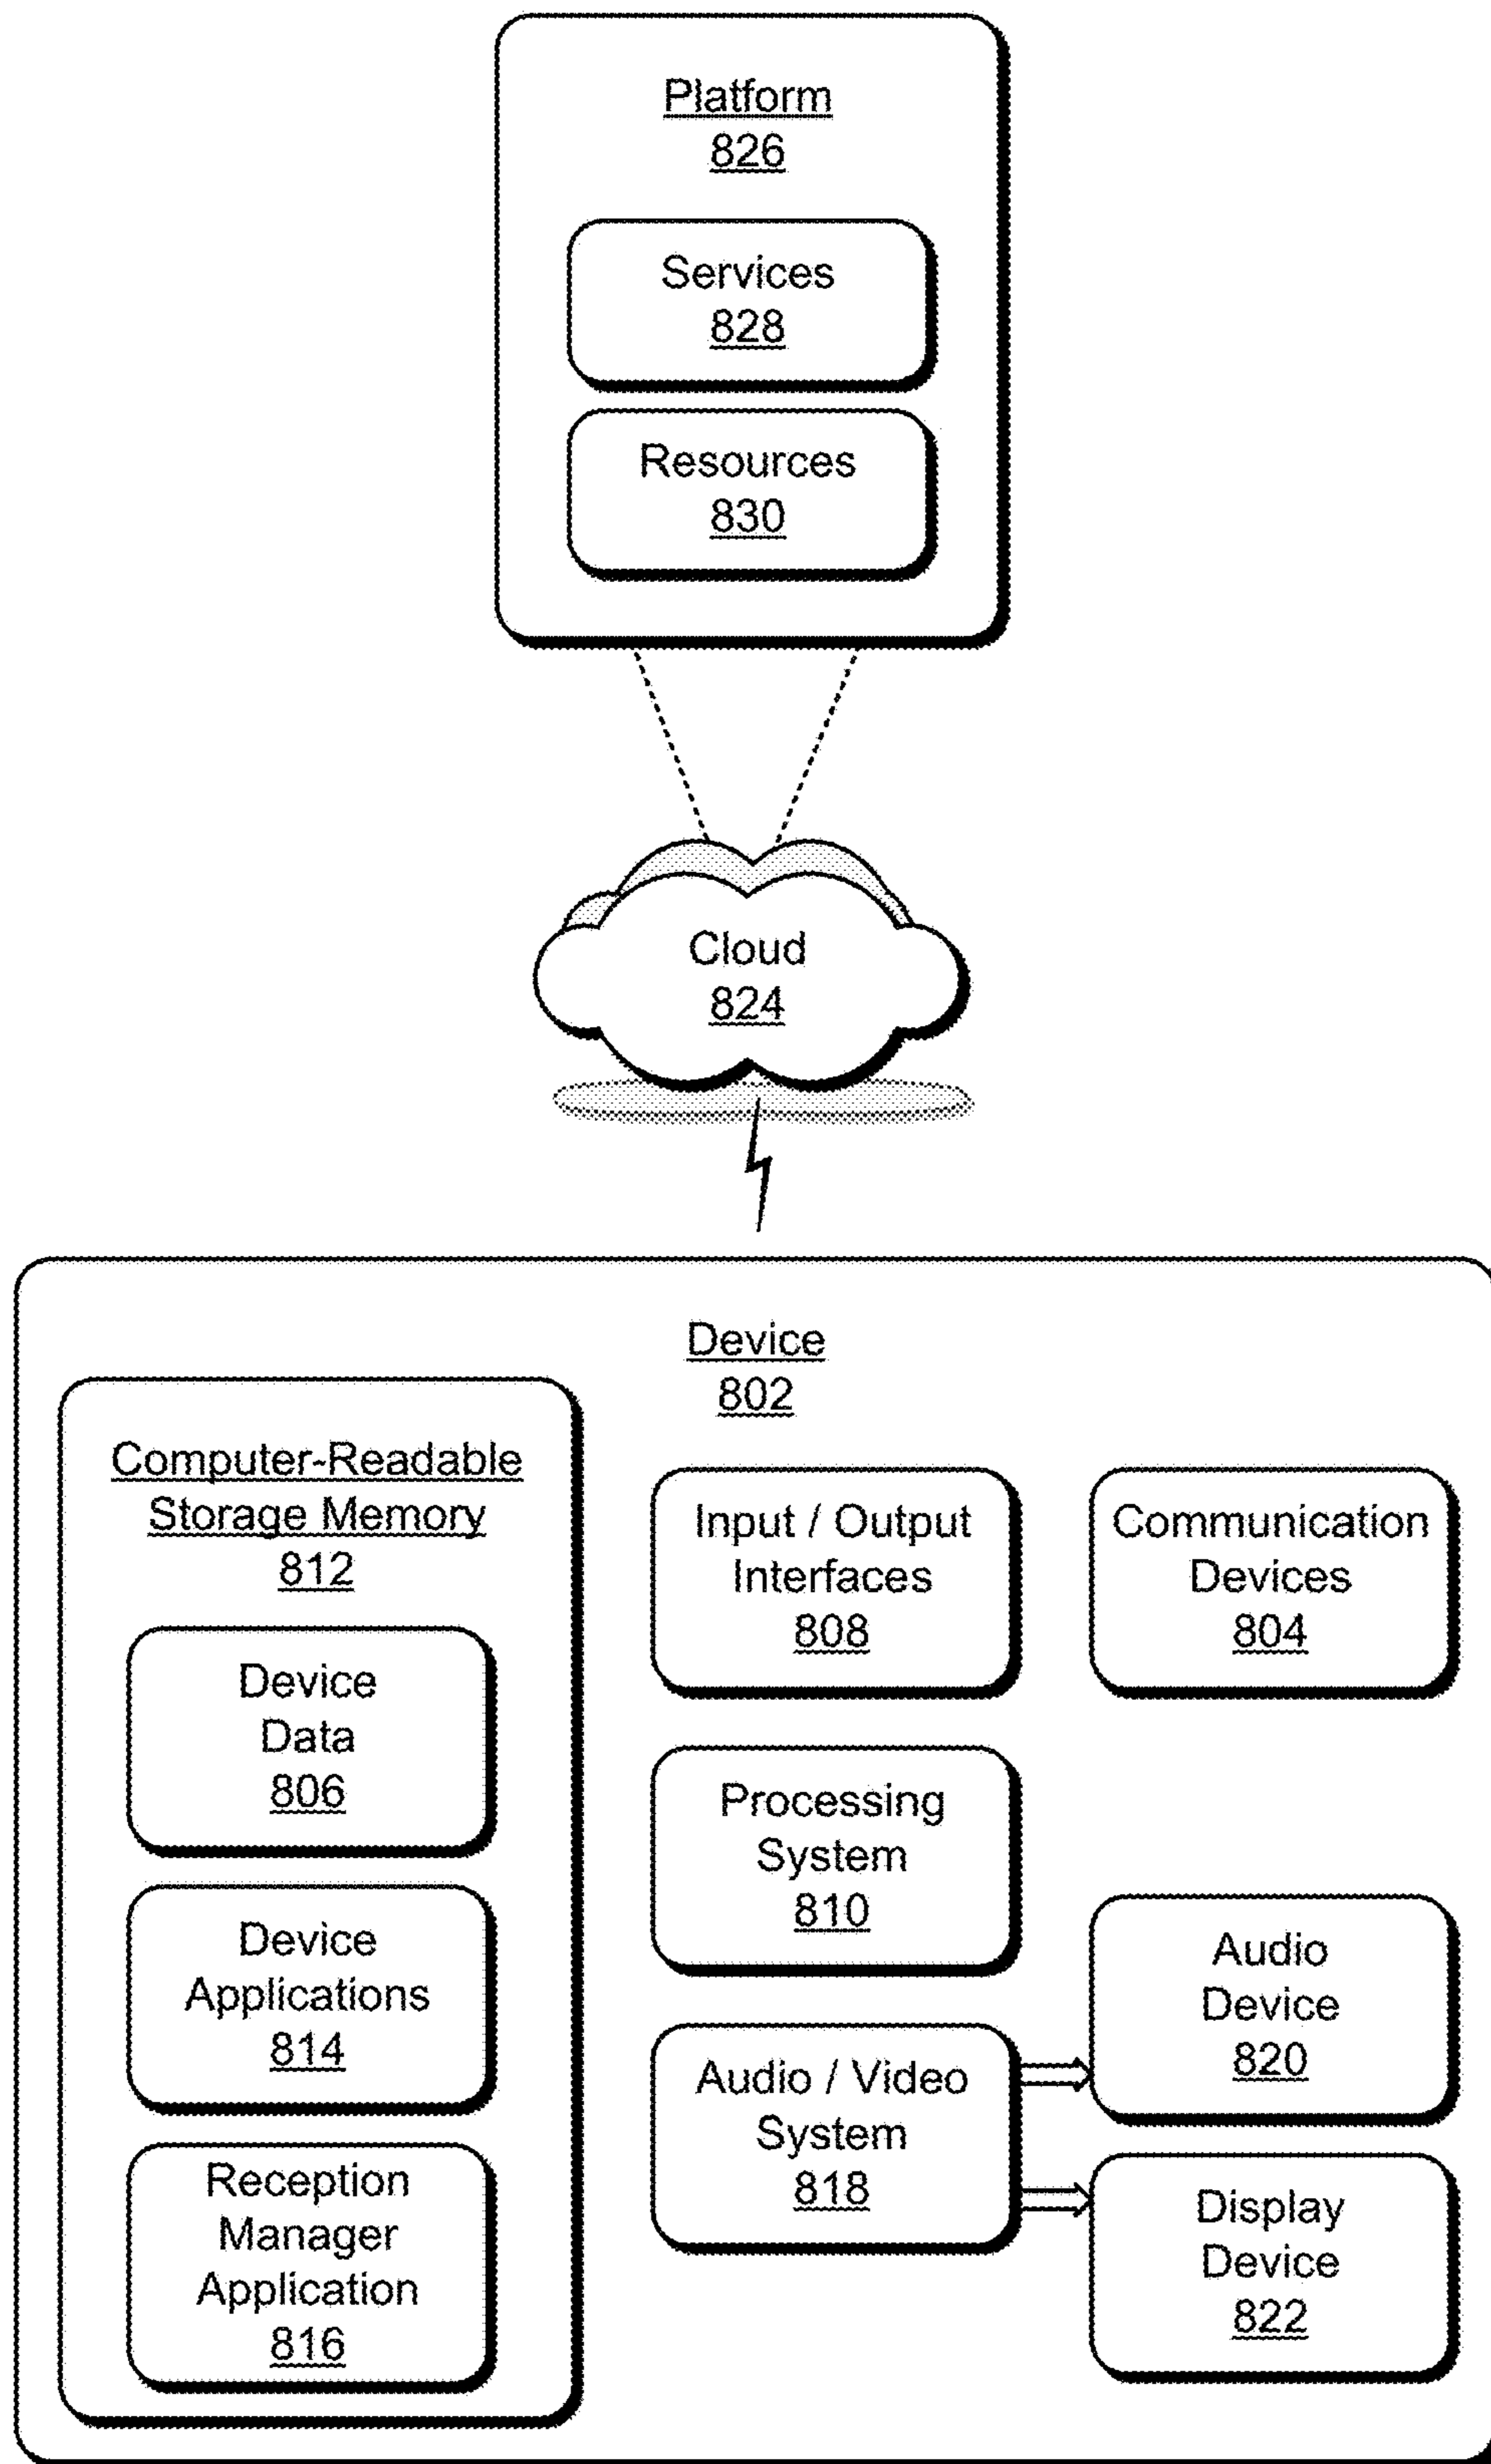 Platform
826
Services
828
Resources
830
Cloud
824
Device
802
Computer-Readable
Storage Memory
812
Device
Data
806
Device
Applications
814
Reception
Manager
Application
816
Input / Output
Interfaces
808
Processing
System
810
Audio / Video
System
818
Communication
Devices
804
Audio
Device
820
Display
Device
822